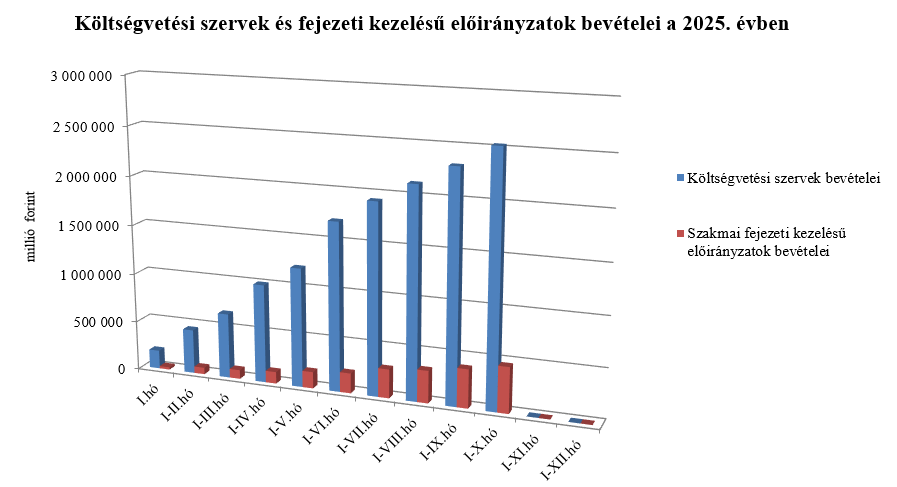 Költségvetési szervek és fejezeti kezelésű előirányzatok bevételei a 2025. évben
3 000 000
2 500 000
2 000 000
1 500 000
1 000 000
500 000
0
millió forint
I.hó
I-II.hó
I-III.hó
I-IV.hó
I-V.hó
I-VI.hó
I-VII.hó
I-VIII.hó
I-IX.hó
I-X.hó
I-XI.hó
I-XII.hó
Költségvetési szervek bevételei
Szakmai fejezeti kezelésű
előirányzatok bevételei